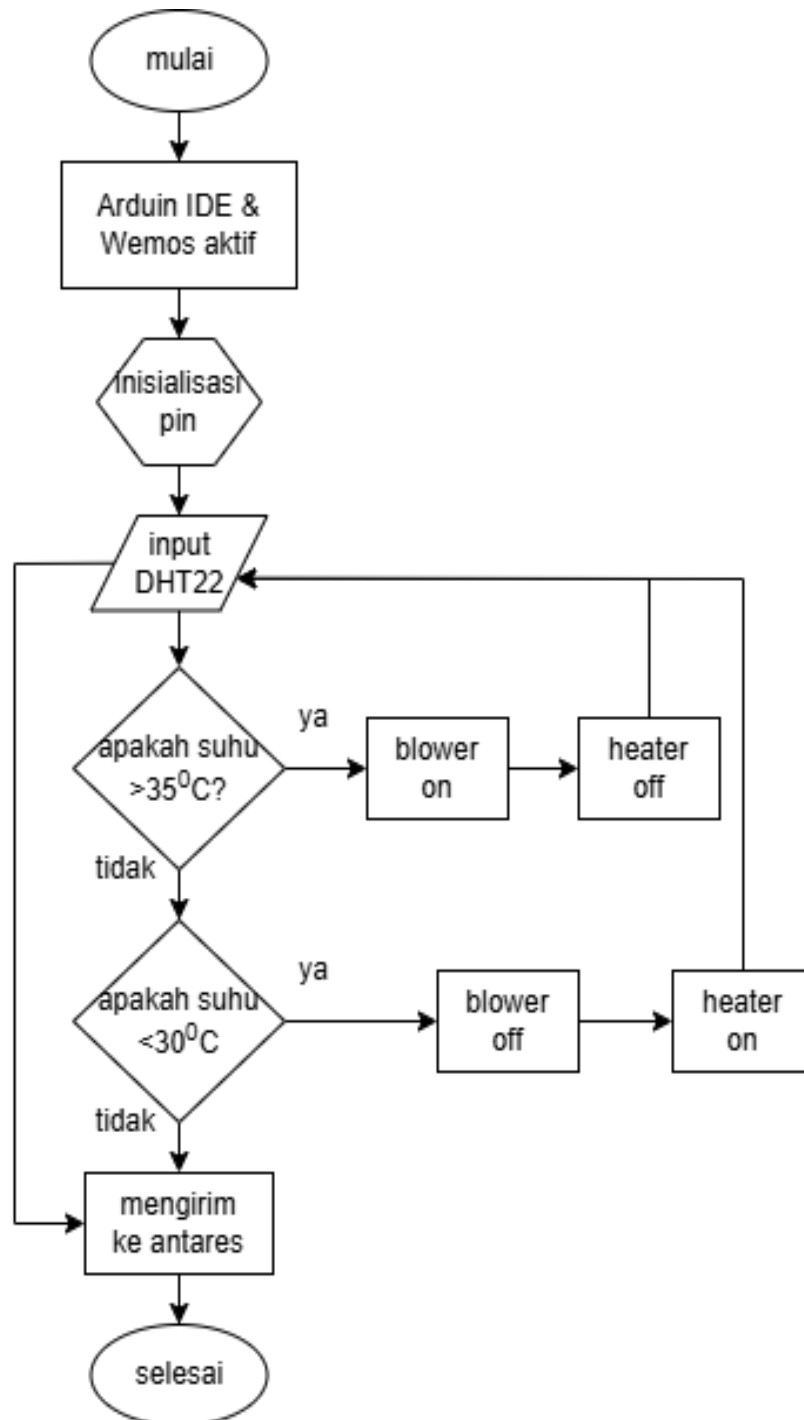 mulai
Arduin IDE &
Wemos aktif
inisialisasi
pin
input
DHT22
apakah suhu
>35⁰C?
ya
blower
on
heater
off
tidak
apakah suhu
<30⁰C
ya
blower
off
heater
on
tidak
mengirim
ke antares
selesai